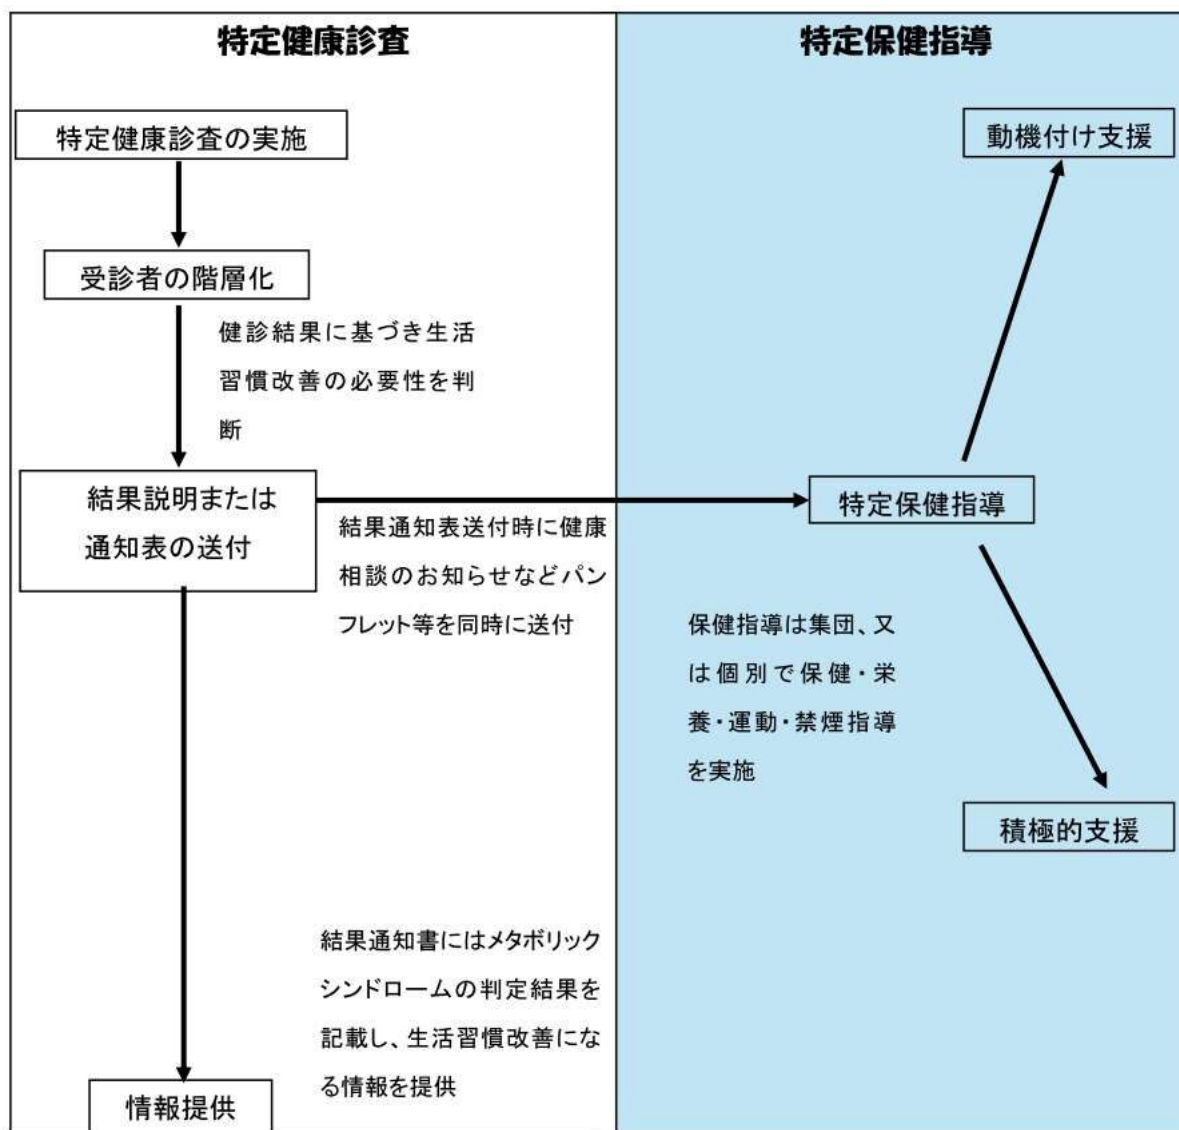 特定健康診査
特定健康診査の実施
受診者の階層化
健診結果に基づき生活
習慣改善の必要性を判
断
結果説明または
通知表の送付
結果通知表送付時に健康
相談のお知らせなどパン
フレット等を同時に送付
結果通知書にはメタボリック
シンドロームの判定結果を
記載し、生活習慣改善にな
る情報を提供
情報提供
特定保健指導
動機付け支援
特定保健指導
保健指導は集団、又
は個別で保健・栄
養・運動・禁煙指導
を実施
積極的支援